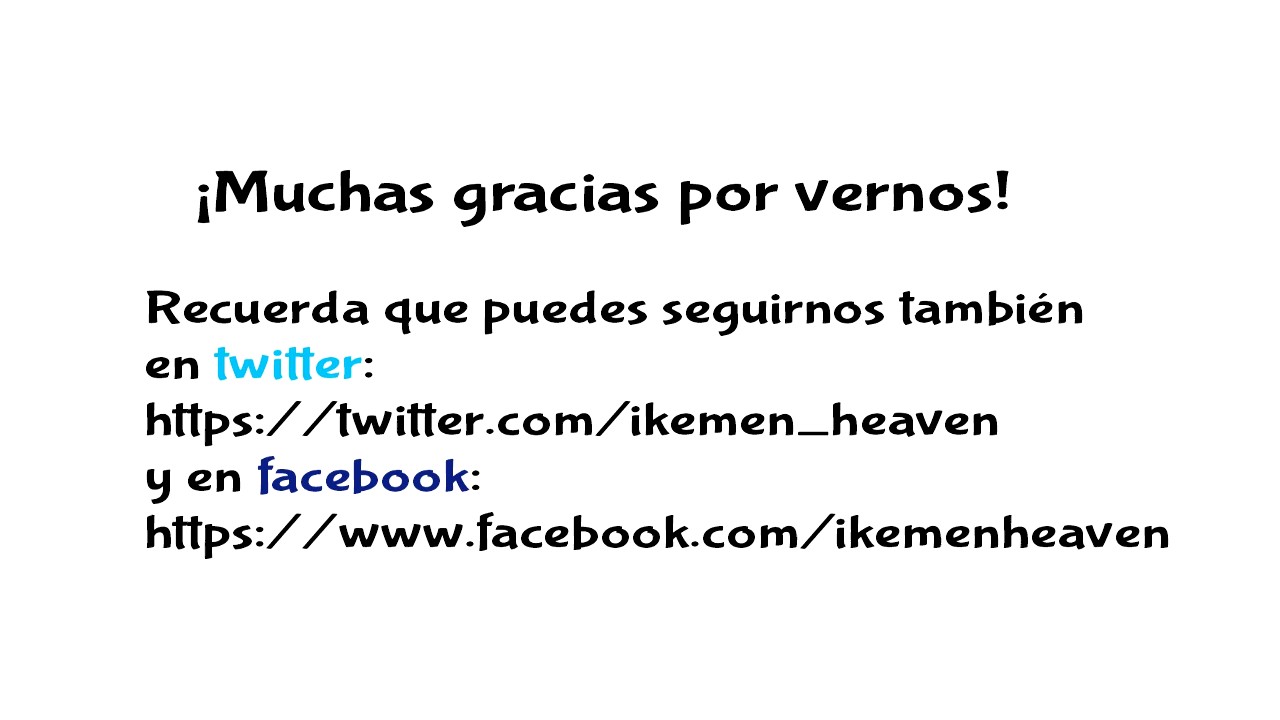 ¡Muchas gracias por vernos!
Recuerda que puedes seguirnos también
en twitter:
https://twitter.com/ikemen_heaven
y en facebook:
https://www.facebook.com/ikemenheaven